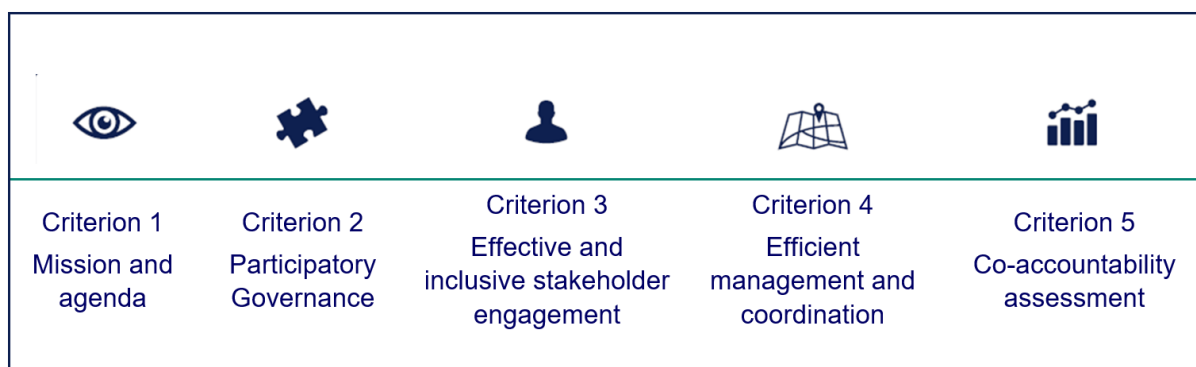 Criterion 1
Mission and
agenda
Criterion 2
Participatory
Governance
Criterion 3
Effective and
inclusive stakeholder
engagement
Criterion 4
Efficient
management and
coordination
Criterion 5
Co-accountability
assessment